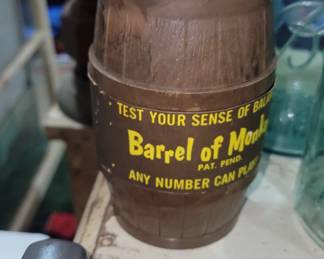 TEST YOUR SENSE OF
Barrel of
PAT. PEND.
ANY NUMBER CAN